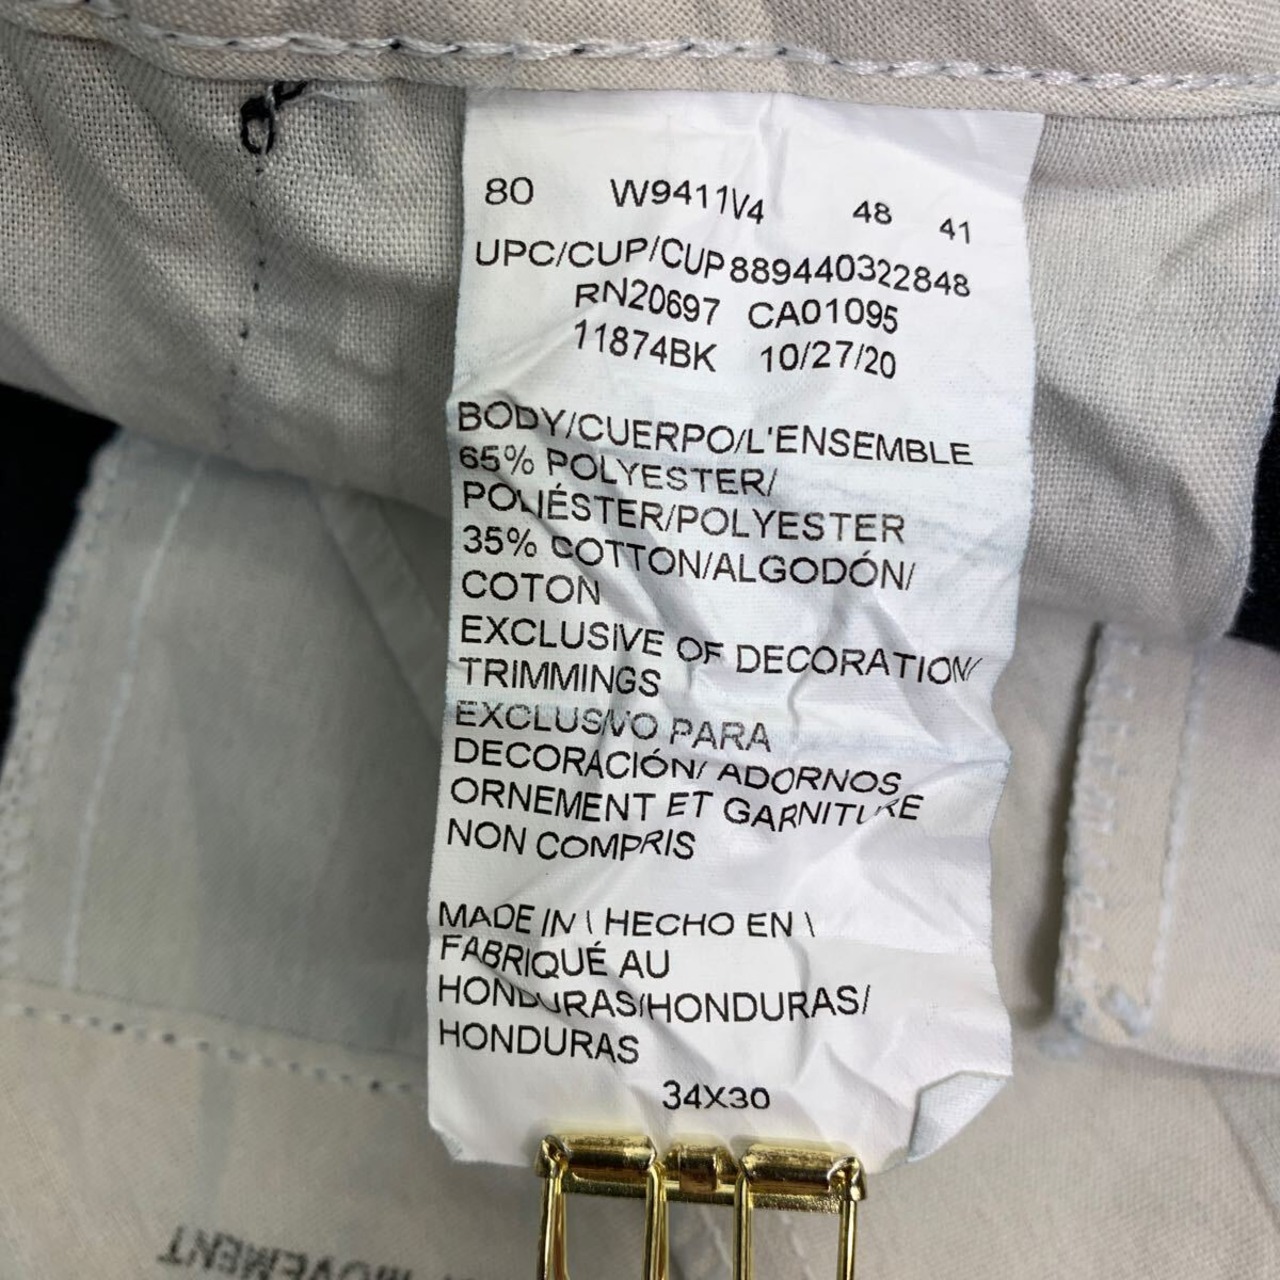 80 W9411V4 48 41
UPC/CUP/CUP889440322848
RN20697 CA01095
11874BK 10/27/20
BODY/CUERPO/L'ENSEMBLE
65% POLYESTER/
POLIÉSTER/POLYESTER
35% COTTON/ALGODÓN/
COTON
EXCLUSIVE OF DECORATION/
TRIMMINGS
EXCLUSIVO PARA
DECORACIÓN/ ADORNOS
ORNEMENT ET GARNITURE
NON COMPRIS
MADE IN \ HECHO EN \
FABRIQUÉ AU
HONDURAS/HONDURAS/
HONDURAS
34X30
MOVEMENT